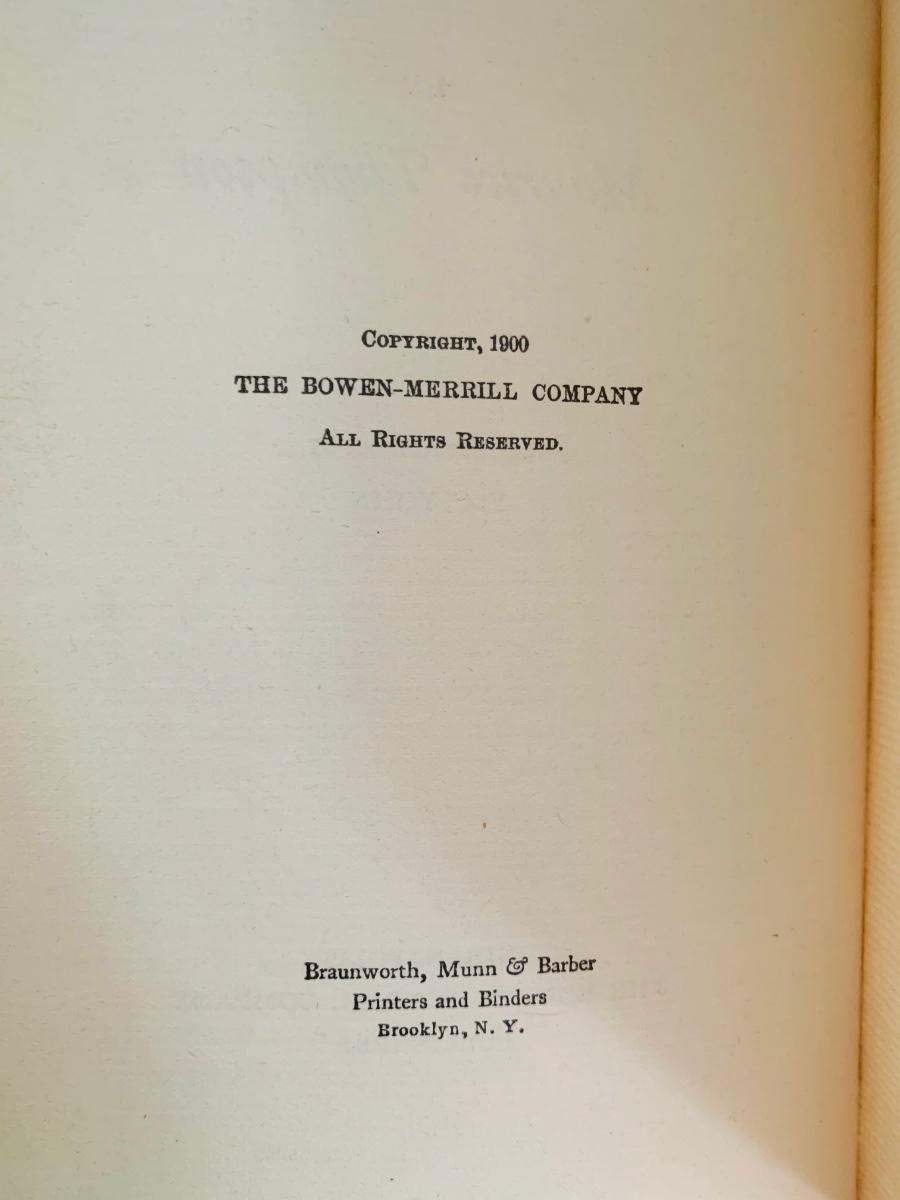 COPYRIGHT, 1900
THE BOWEN-MERRILL COMPANY
ALL RIGHTS RESERVED.
Braunworth, Munn & Barber
Printers and Binders
Brooklyn, N. Y.